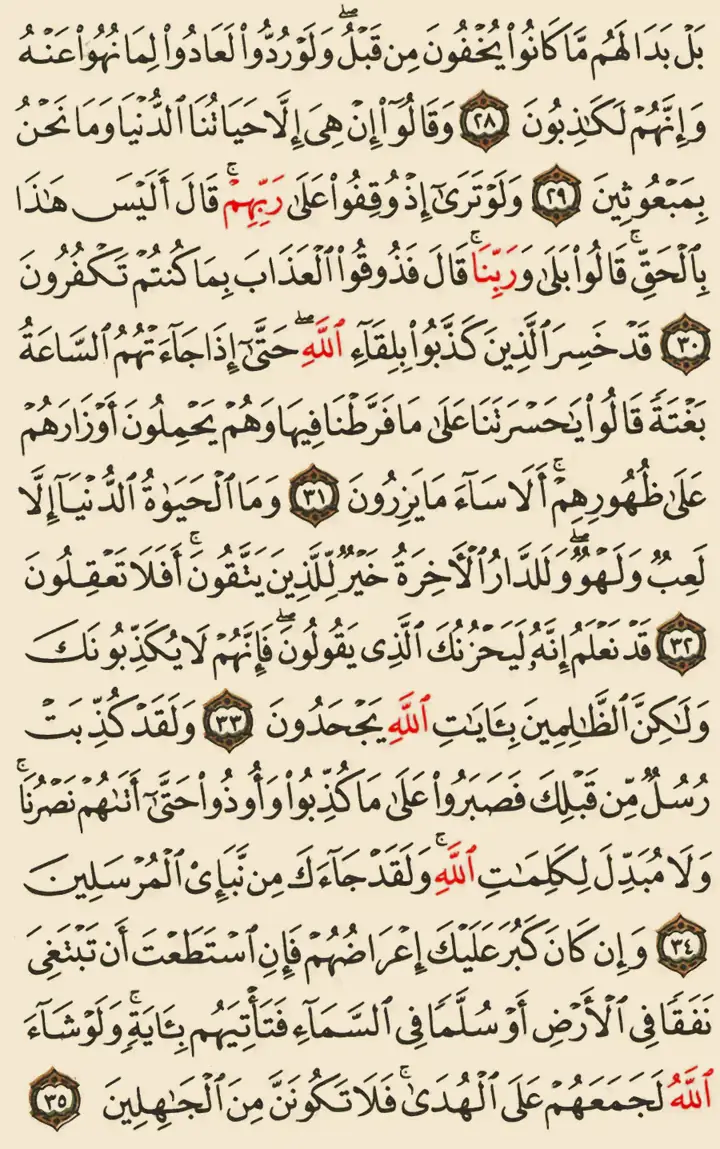 بَلْ بَدَا لَهُم مَّا كَانُوا۟ يُخْفُونَ مِن قَبْلُ ۖ وَلَوْ رُدُّوا۟ لَعَادُوا۟ لِمَا نُهُوا۟ عَنْهُ
وَإِنَّهُمْ لَكَـٰذِبُونَ ٢٨ وَقَالُوٓا۟ إِنْ هِىَ إِلَّا حَيَاتُنَا ٱلدُّنْيَا وَمَا نَحْنُ
بِمَبْعُوثِينَ ٢٩ وَلَوْ تَرَىٰٓ إِذْ وُقِفُوا۟ عَلَىٰ رَبِّهِمْ ۚ قَالَ أَلَيْسَ هَـٰذَا
بِٱلْحَقِّ ۚ قَالُوا۟ بَلَىٰ وَرَبِّنَا ۚ قَالَ فَذُوقُوا۟ ٱلْعَذَابَ بِمَا كُنتُمْ تَكْفُرُونَ
٣٠ قَدْ خَسِرَ ٱلَّذِينَ كَذَّبُوا۟ بِلِقَآءِ ٱللَّهِ ۖ حَتَّىٰٓ إِذَا جَآءَتْهُمُ ٱلسَّاعَةُ
بَغْتَةً قَالُوا۟ يَـٰحَسْرَتَنَا عَلَىٰ مَا فَرَّطْنَا فِيهَا وَهُمْ يَحْمِلُونَ أَوْزَارَهُمْ
عَلَىٰ ظُهُورِهِمْ ۚ أَلَا سَآءَ مَا يَزِرُونَ ٣١ وَمَا ٱلْحَيَوٰةُ ٱلدُّنْيَآ إِلَّا
لَعِبٌ وَلَهْوٌ ۖ وَلَلدَّارُ ٱلْـَٔاخِرَةُ خَيْرٌ لِّلَّذِينَ يَتَّقُونَ ۗ أَفَلَا تَعْقِلُونَ
٣٢ قَدْ نَعْلَمُ إِنَّهُۥ لَيَحْزُنُكَ ٱلَّذِى يَقُولُونَ ۖ فَإِنَّهُمْ لَا يُكَذِّبُونَكَ
وَلَـٰكِنَّ ٱلظَّـٰلِمِينَ بِـَٔايَـٰتِ ٱللَّهِ يَجْحَدُونَ ٣٣ وَلَقَدْ كُذِّبَتْ
رُسُلٌ مِّن قَبْلِكَ فَصَبَرُوا۟ عَلَىٰ مَا كُذِّبُوا۟ وَأُوذُوا۟ حَتَّىٰٓ أَتَىٰهُمْ نَصْرُنَا ۚ
وَلَا مُبَدِّلَ لِكَلِمَـٰتِ ٱللَّهِ ۚ وَلَقَدْ جَآءَكَ مِن نَّبَإِى۟ ٱلْمُرْسَلِينَ
٣٤ وَإِن كَانَ كَبُرَ عَلَيْكَ إِعْرَاضُهُمْ فَإِنِ ٱسْتَطَعْتَ أَن تَبْتَغِىَ
نَفَقًا فِى ٱلْأَرْضِ أَوْ سُلَّمًا فِى ٱلسَّمَآءِ فَتَأْتِيَهُم بِـَٔايَةٍ ۚ وَلَوْ شَآءَ
ٱللَّهُ لَجَمَعَهُمْ عَلَى ٱلْهُدَىٰ ۚ فَلَا تَكُونَنَّ مِنَ ٱلْجَـٰهِلِينَ ٣٥